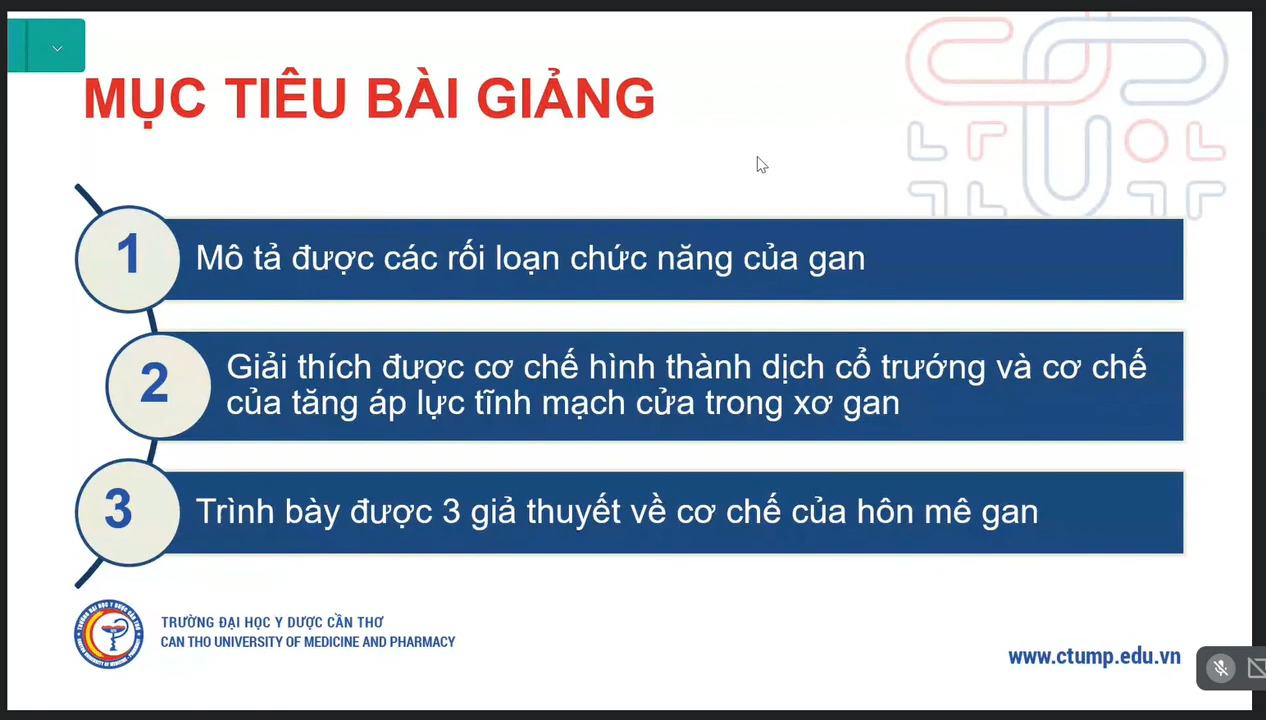 MỤC TIÊU BÀI GIẢNG
1
Mô tả được các rối loạn chức năng của gan
2
Giải thích được cơ chế hình thành dịch cổ trướng và cơ chế
của tăng áp lực tĩnh mạch cửa trong xơ gan
3
Trình bày được 3 giả thuyết về cơ chế của hôn mê gan
TRƯỜNG ĐẠI HỌC Y DƯỢC CẦN THƠ
CAN THO UNIVERSITY OF MEDICINE AND PHARMACY
www.ctump.edu.vn